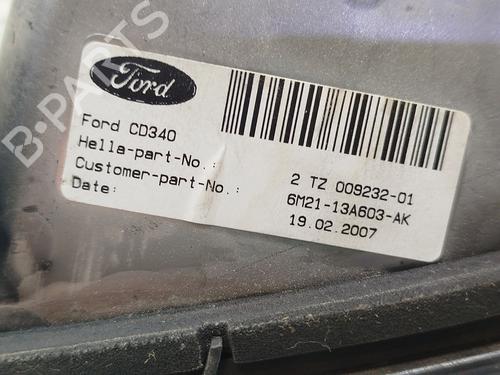 B-PARTS
Ford
Ford CD340
Hella-part-No.: 2 TZ 009232-01
Customer-part-No.: 6M21-13A603-AK
Date: 19.02.2007